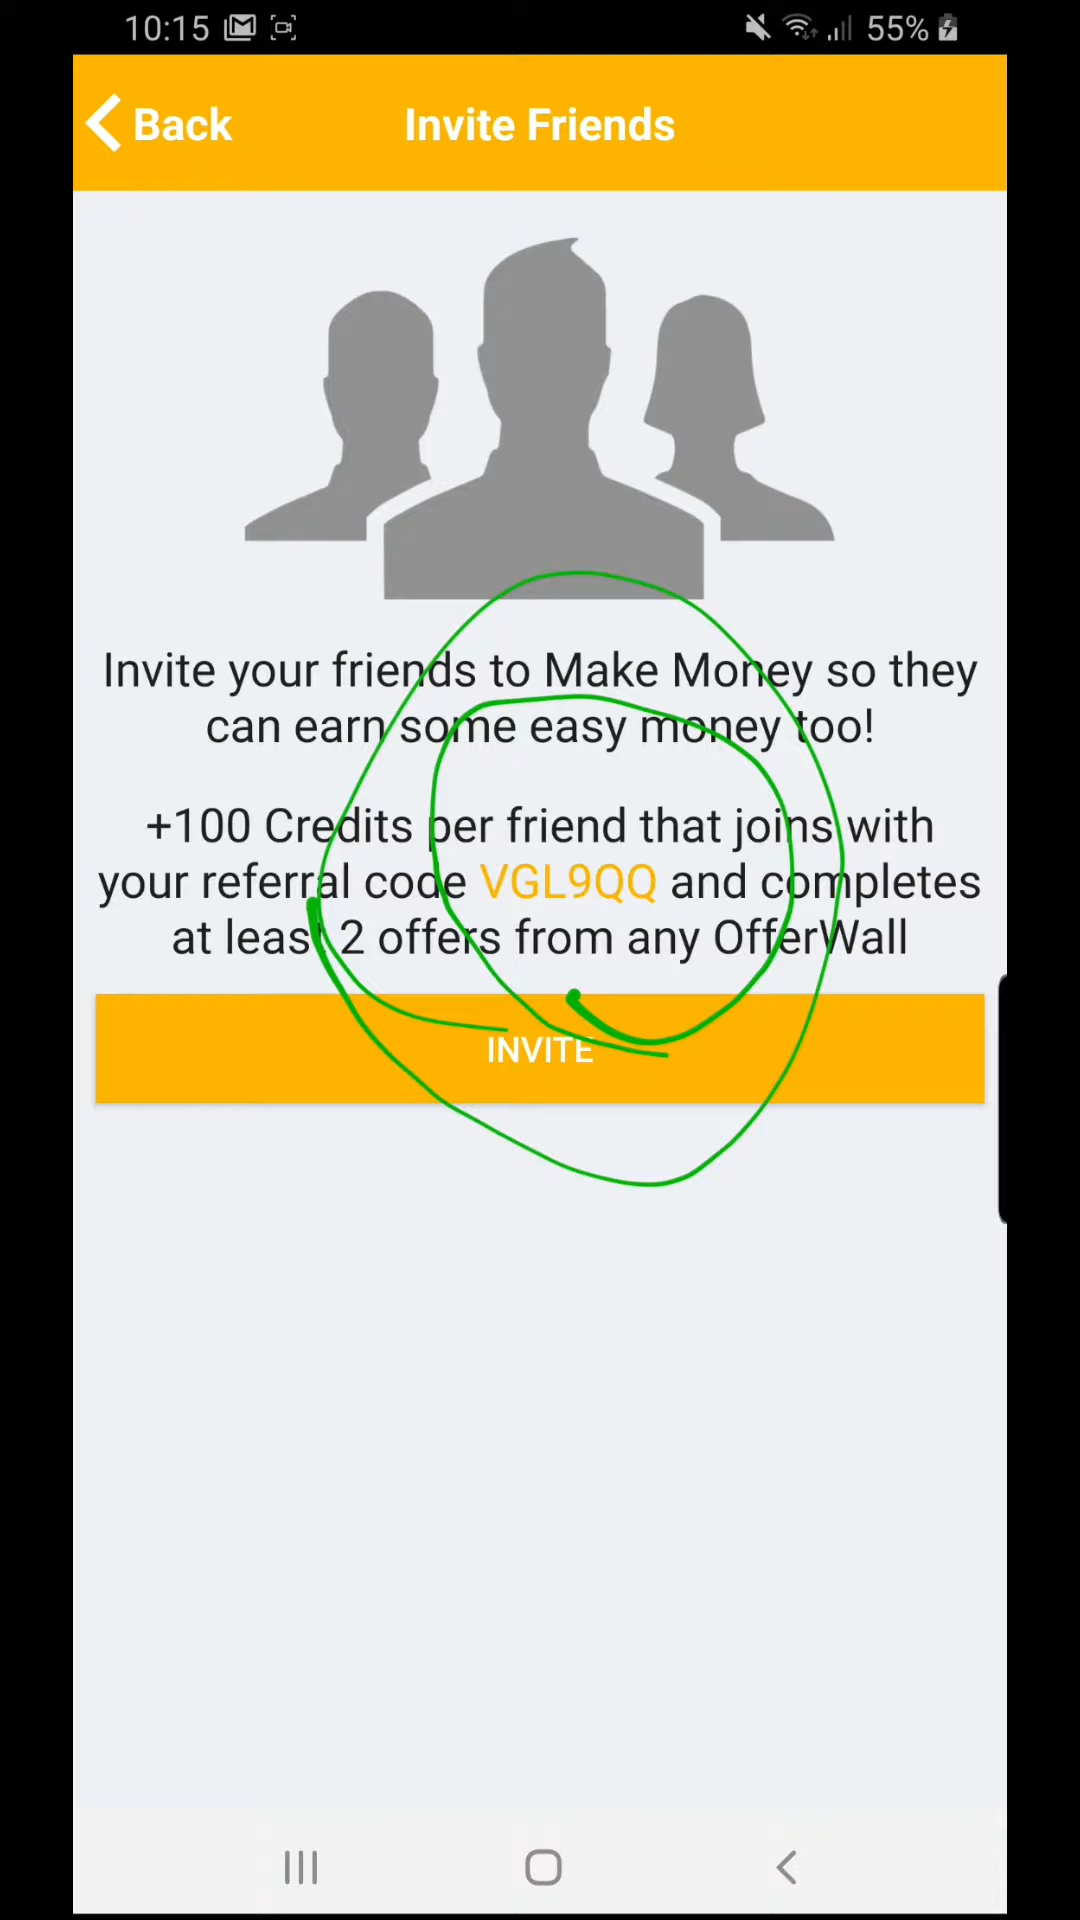 10:15 55%
Back Invite Friends
Invite your friends to Make Money so they
can earn some easy money too!
+100 Credits per friend that joins with
your referral code VGL9QQ and completes
at least 2 offers from any OfferWall
INVITE